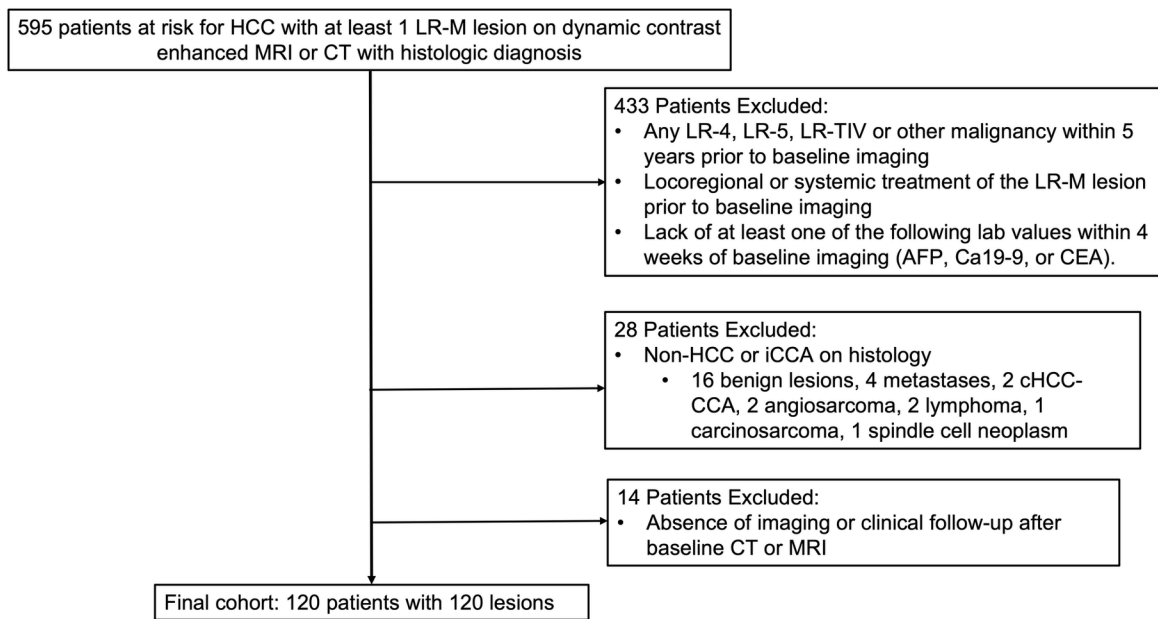 595 patients at risk for HCC with at least 1 LR-M lesion on dynamic contrast
enhanced MRI or CT with histologic diagnosis
433 Patients Excluded:
• Any LR-4, LR-5, LR-TIV or other malignancy within 5
years prior to baseline imaging
• Locoregional or systemic treatment of the LR-M lesion
prior to baseline imaging
• Lack of at least one of the following lab values within 4
weeks of baseline imaging (AFP, Ca19-9, or CEA).
28 Patients Excluded:
• Non-HCC or iCCA on histology
• 16 benign lesions, 4 metastases, 2 cHCC-
CCA, 2 angiosarcoma, 2 lymphoma, 1
carcinosarcoma, 1 spindle cell neoplasm
14 Patients Excluded:
• Absence of imaging or clinical follow-up after
baseline CT or MRI
Final cohort: 120 patients with 120 lesions